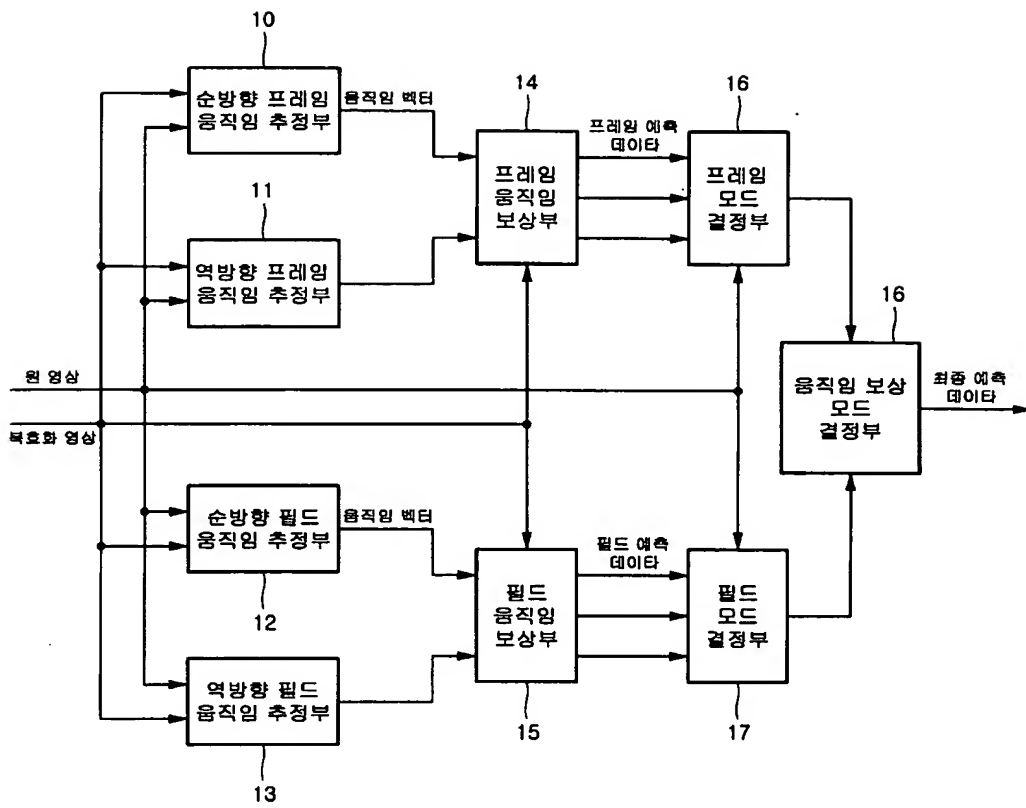 10
순방향 프레임
움직임 추정부
움직임 벡터
14
프레임
움직임
보상부
프레임 예측
데이타
16
프레임
모드
결정부
11
역방향 프레임
움직임 추정부
16
움직임 보상
모드
결정부
최종 예측
데이타
원 영상
복호화 영상
순방향 필드
움직임 추정부
12
움직임 벡터
필드
움직임
보상부
15
필드 예측
데이타
필드
모드
결정부
17
역방향 필드
움직임 추정부
13